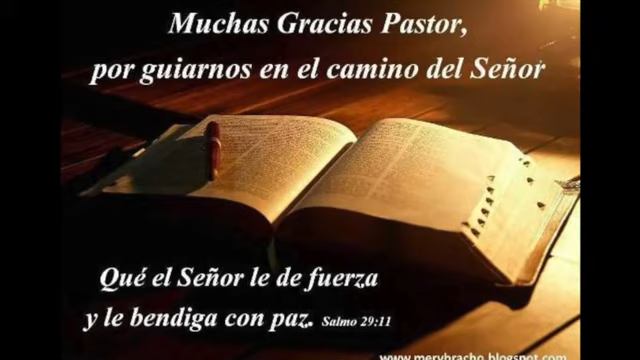 Muchas Gracias Pastor,
por guiarnos en el camino del Señor
Qué el Señor le de fuerza
y le bendiga con paz. Salmo 29:11
www.merybracho.blogspot.com